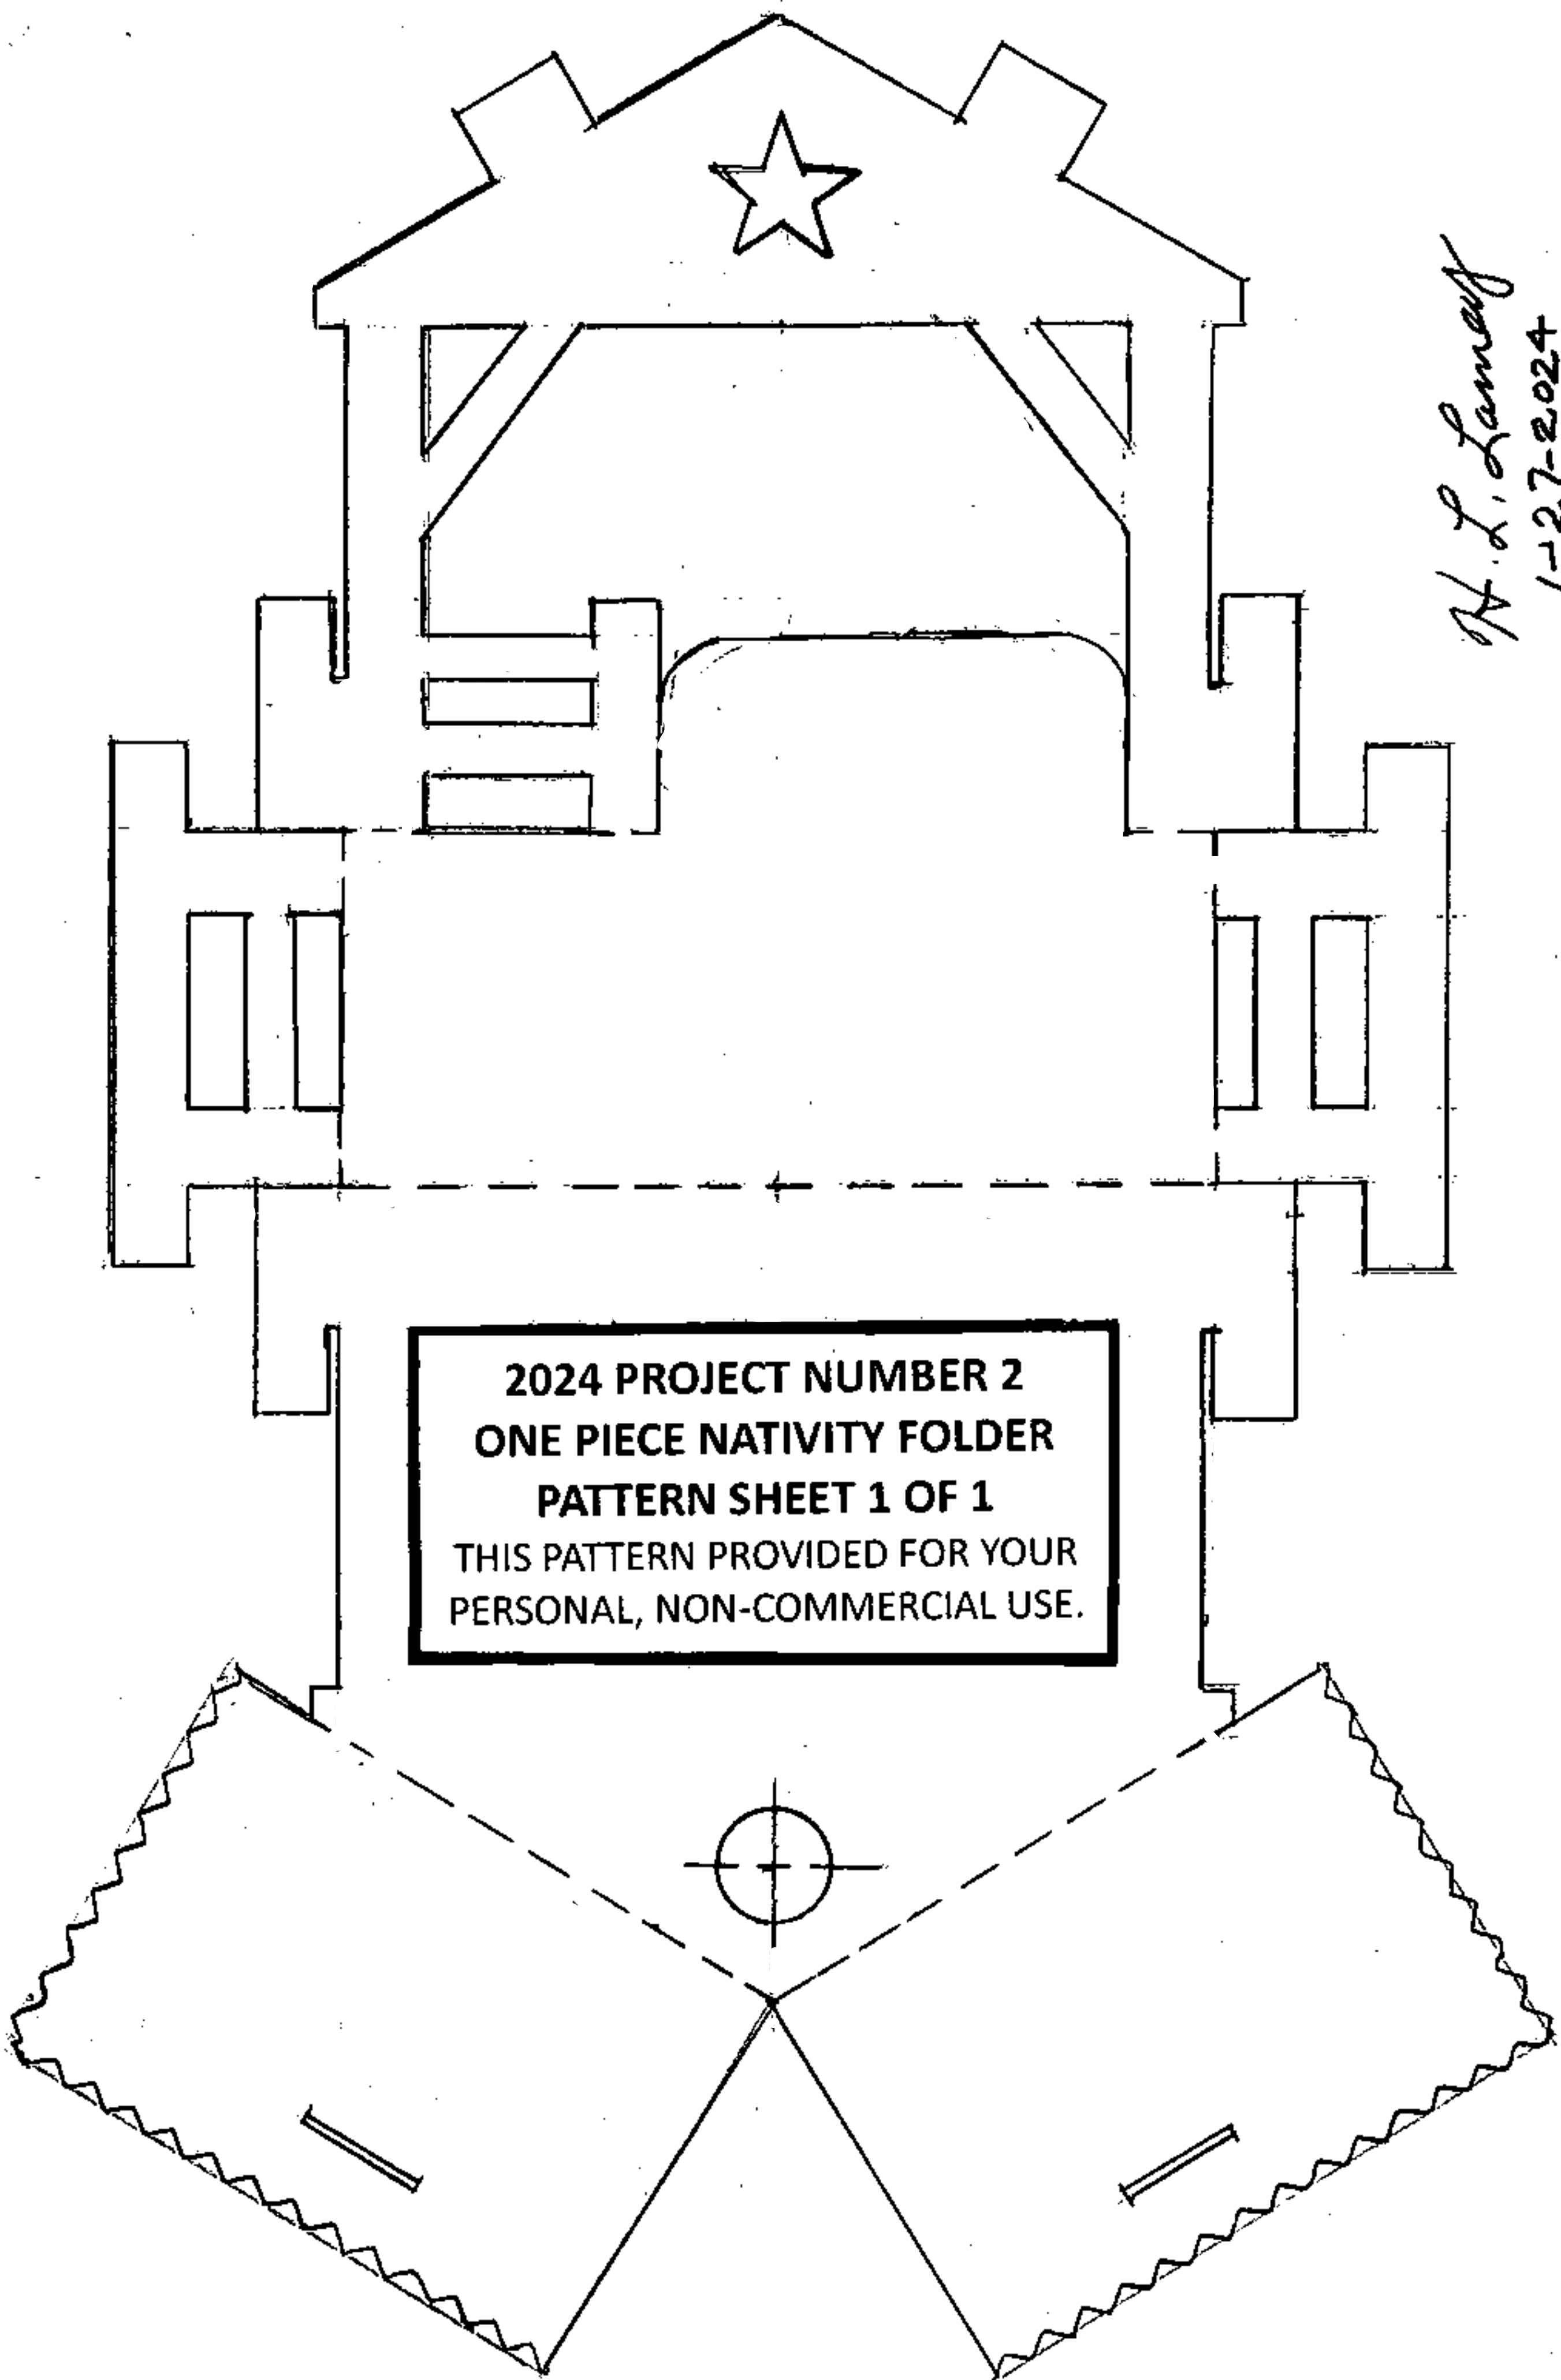 2024 PROJECT NUMBER 2
ONE PIECE NATIVITY FOLDER
PATTERN SHEET 1 OF 1
THIS PATTERN PROVIDED FOR YOUR
PERSONAL, NON-COMMERCIAL USE.
H. L.
1-27-2024